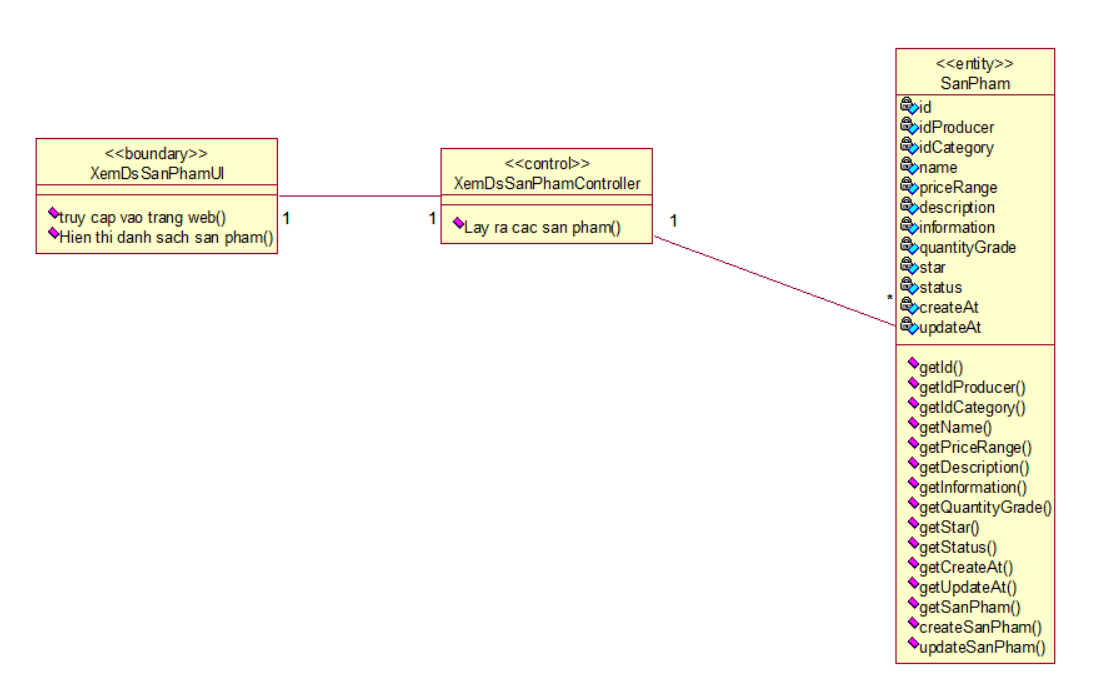 <<boundary>>
XemDsSanPhamUI
truy cap vao trang web()
Hien thi danh sach san pham()
1
1
<<control>>
XemDsSanPhamController
Lay ra cac san pham()
1
*
<<entity>>
SanPham
id
idProducer
idCategory
name
priceRange
description
information
quantityGrade
star
status
createAt
updateAt
getId()
getIdProducer()
getIdCategory()
getName()
getPriceRange()
getDescription()
getInformation()
getQuantityGrade()
getStar()
getStatus()
getCreateAt()
getUpdateAt()
getSanPham()
createSanPham()
updateSanPham()